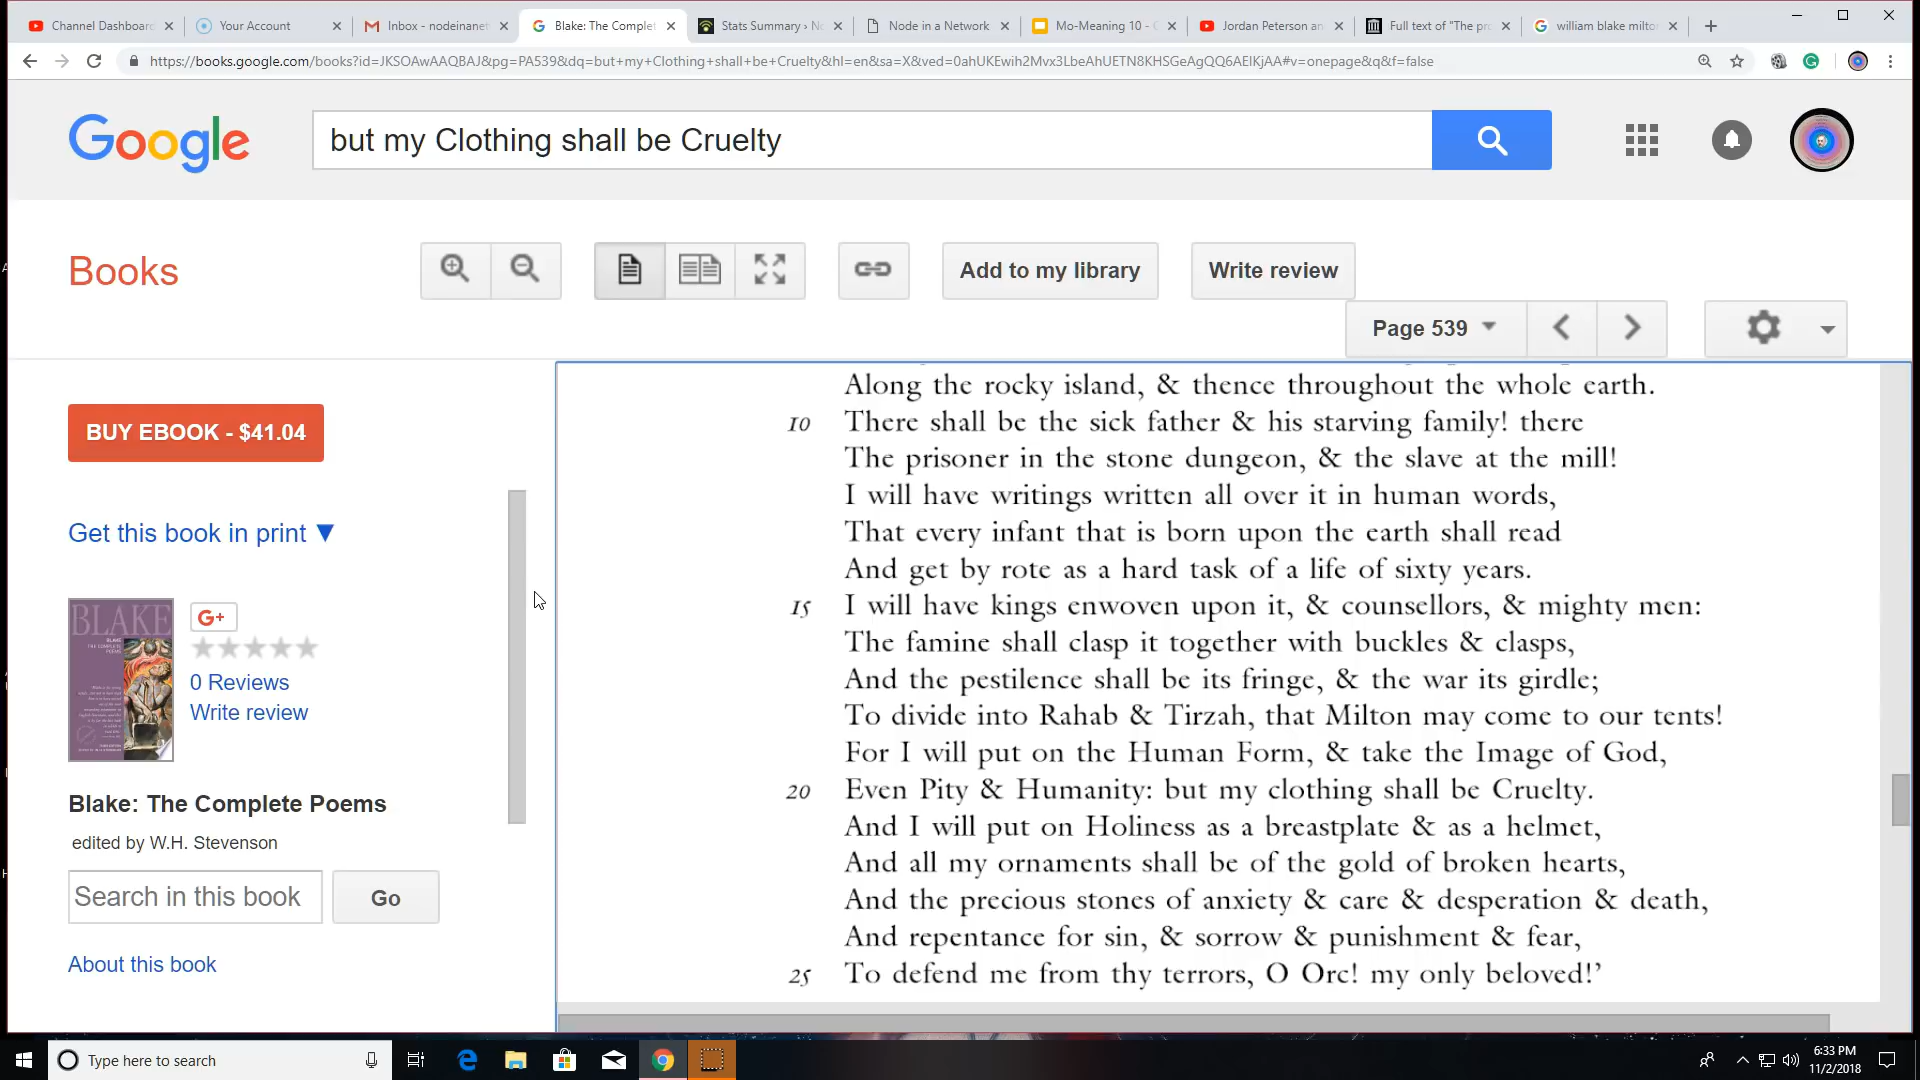 Channel Dashboard
Your Account
Inbox - nodeinanet
Blake: The Complet
Stats Summary › No
Node in a Network
Mo-Meaning 10 - G
Jordan Peterson and
Full text of "The pro
william blake milton
https://books.google.com/books?id=JKSOAwAAQBAJ&pg=PA539&dq=but+my+Clothing+shall+be+Cruelty&hl=en&sa=X&ved=0ahUKEwih2Mvx3LbeAhUETN8KHSGeAgQQ6AEIKjAA#v=onepage&q&f=false
Google
but my Clothing shall be Cruelty
Books
Add to my library
Write review
Page 539
BUY EBOOK - $41.04
Get this book in print ▼
BLAKE
G+
0 Reviews
Write review
Blake: The Complete Poems
edited by W.H. Stevenson
Search in this book
Go
About this book
Along the rocky island, & thence throughout the whole earth.
10 There shall be the sick father & his starving family! there
The prisoner in the stone dungeon, & the slave at the mill!
I will have writings written all over it in human words,
That every infant that is born upon the earth shall read
And get by rote as a hard task of a life of sixty years.
15 I will have kings enwoven upon it, & counsellors, & mighty men:
The famine shall clasp it together with buckles & clasps,
And the pestilence shall be its fringe, & the war its girdle;
To divide into Rahab & Tirzah, that Milton may come to our tents!
For I will put on the Human Form, & take the Image of God,
20 Even Pity & Humanity: but my clothing shall be Cruelty.
And I will put on Holiness as a breastplate & as a helmet,
And all my ornaments shall be of the gold of broken hearts,
And the precious stones of anxiety & care & desperation & death,
And repentance for sin, & sorrow & punishment & fear,
25 To defend me from thy terrors, O Orc! my only beloved!’
Type here to search
6:33 PM
11/2/2018